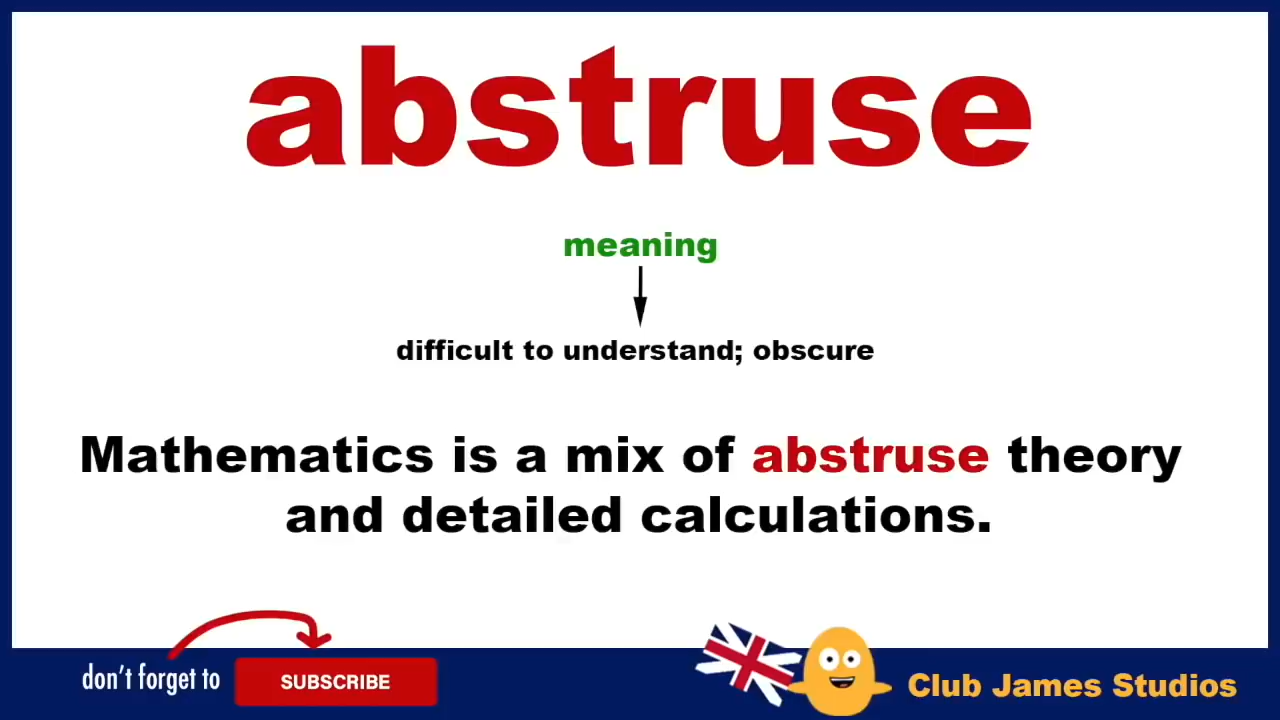 abstruse
meaning
difficult to understand; obscure
Mathematics is a mix of abstruse theory
and detailed calculations.
don't forget to
SUBSCRIBE
Club James Studios